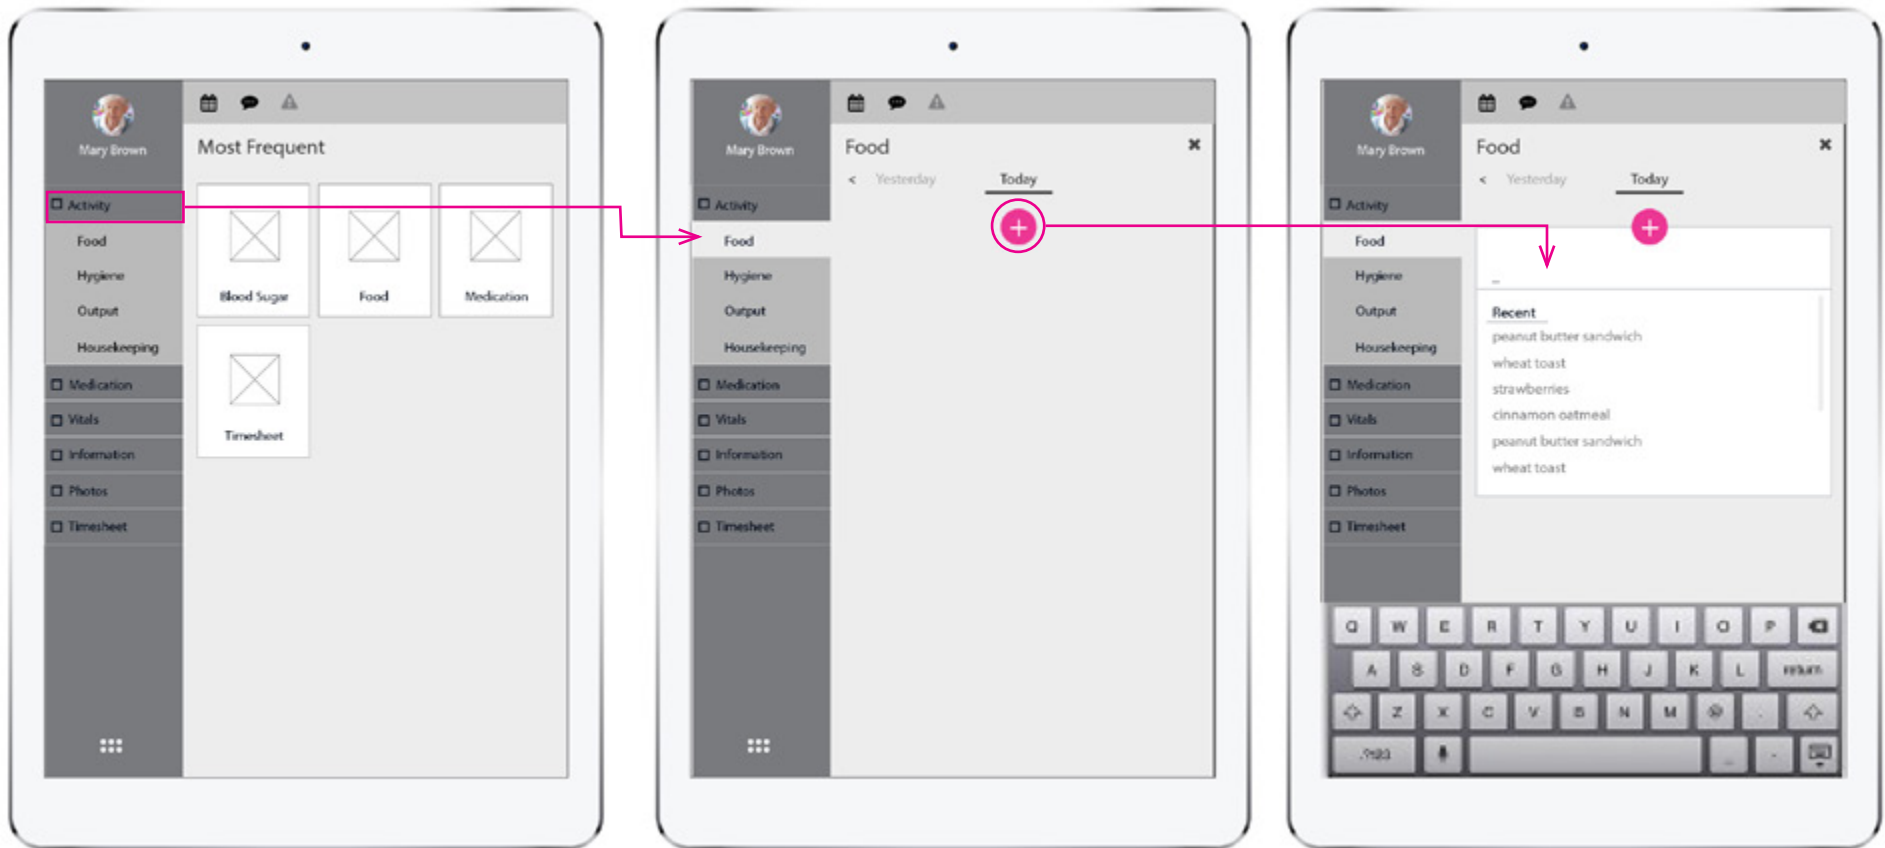 Mary Brown
Most Frequent
Activity
Food
Hygiene
Output
Housekeeping
Medication
Vitals
Information
Photos
Timesheet
Blood Sugar
Food
Medication
Timesheet
Mary Brown
Food
< Yesterday
Today
Activity
Food
Hygiene
Output
Housekeeping
Medication
Vitals
Information
Photos
Timesheet
Mary Brown
Food
< Yesterday
Today
Activity
Food
Hygiene
Output
Housekeeping
Medication
Vitals
Information
Photos
Timesheet
Recent
peanut butter sandwich
wheat toast
strawberries
cinnamon oatmeal
peanut butter sandwich
wheat toast
Q W E R T Y U I O P
A S D F G H J K L return
Z X C V B N M
.?123